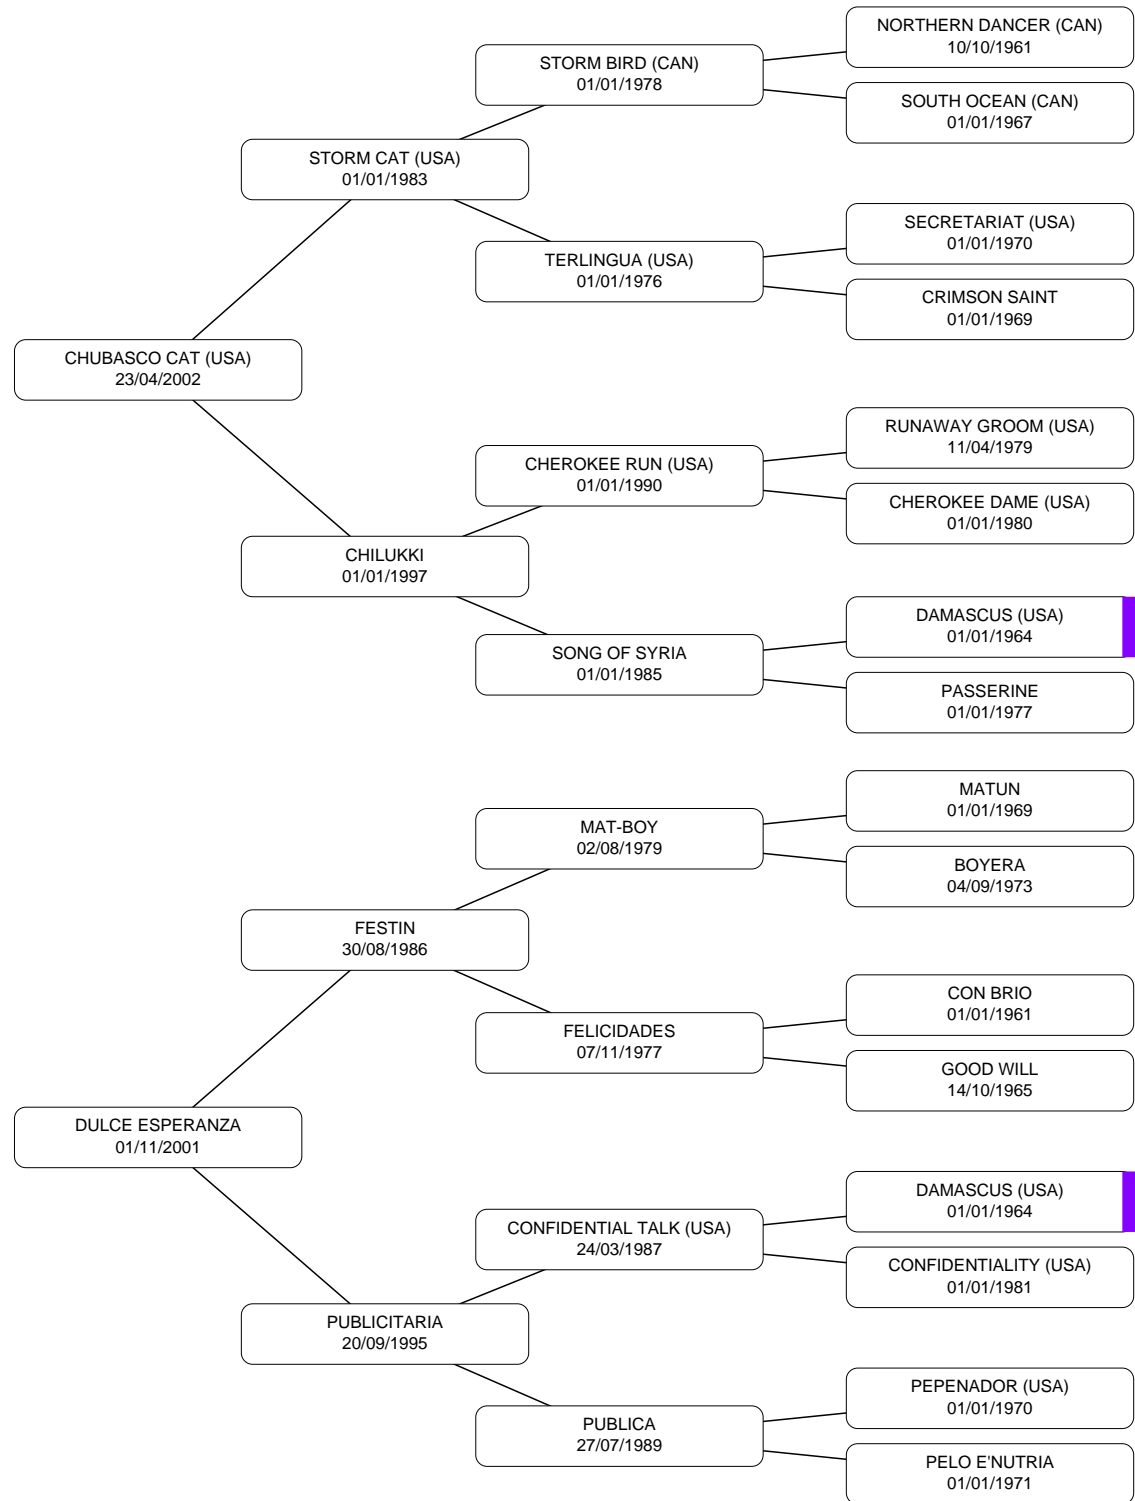 NORTHERN DANCER (CAN)
10/10/1961
STORM BIRD (CAN)
01/01/1978
SOUTH OCEAN (CAN)
01/01/1967
STORM CAT (USA)
01/01/1983
SECRETARIAT (USA)
01/01/1970
TERLINGUA (USA)
01/01/1976
CRIMSON SAINT
01/01/1969
CHUBASCO CAT (USA)
23/04/2002
RUNAWAY GROOM (USA)
11/04/1979
CHEROKEE RUN (USA)
01/01/1990
CHEROKEE DAME (USA)
01/01/1980
CHILUKKI
01/01/1997
DAMASCUS (USA)
01/01/1964
SONG OF SYRIA
01/01/1985
PASSERINE
01/01/1977
MATUN
01/01/1969
MAT-BOY
02/08/1979
BOYERA
04/09/1973
FESTIN
30/08/1986
CON BRIO
01/01/1961
FELICIDADES
07/11/1977
GOOD WILL
14/10/1965
DULCE ESPERANZA
01/11/2001
DAMASCUS (USA)
01/01/1964
CONFIDENTIAL TALK (USA)
24/03/1987
CONFIDENTIALITY (USA)
01/01/1981
PUBLICITARIA
20/09/1995
PEPENADOR (USA)
01/01/1970
PUBLICA
27/07/1989
PELO E'NUTRIA
01/01/1971